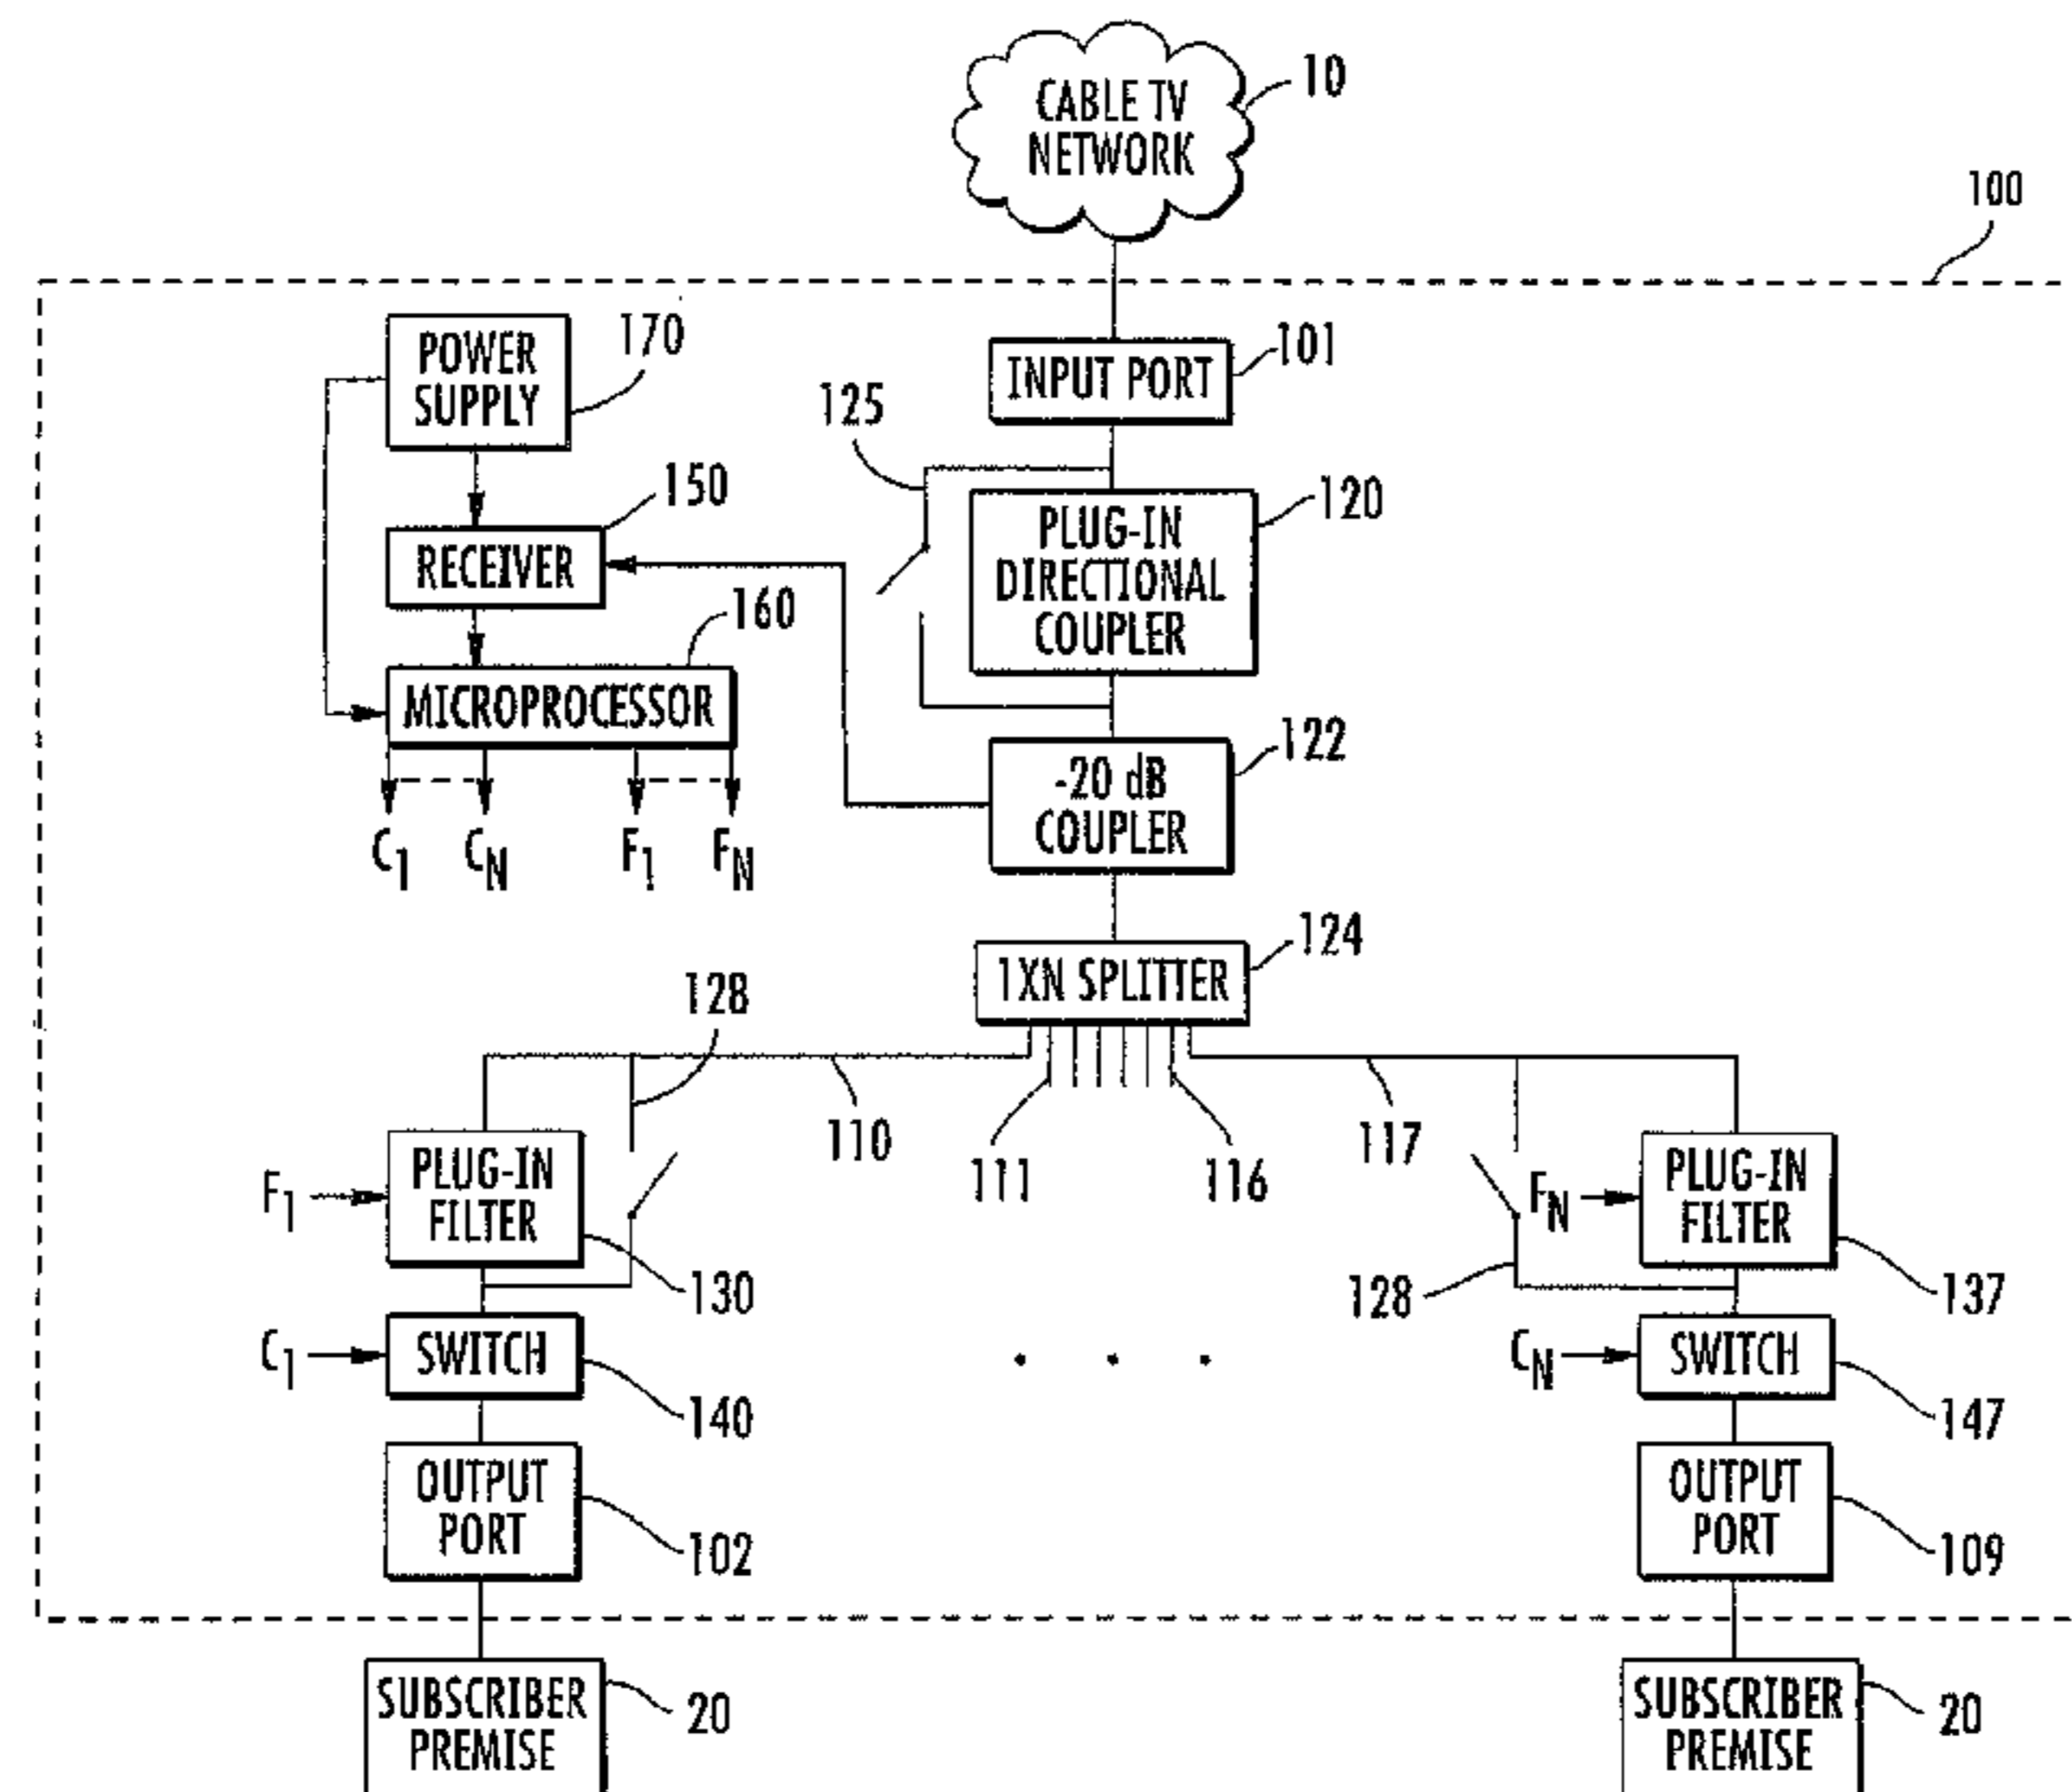 CABLE TV
NETWORK
10
100
POWER
SUPPLY
170
INPUT PORT
101
125
150
RECEIVER
PLUG-IN
DIRECTIONAL
COUPLER
120
160
MICROPROCESSOR
C1 CN F1 FN
-20 dB
COUPLER
122
1XN SPLITTER
124
128
110
111
116
117
F1
PLUG-IN
FILTER
130
128
FN
PLUG-IN
FILTER
137
C1
SWITCH
140
CN
SWITCH
147
OUTPUT
PORT
102
OUTPUT
PORT
109
SUBSCRIBER
PREMISE
20
SUBSCRIBER
PREMISE
20